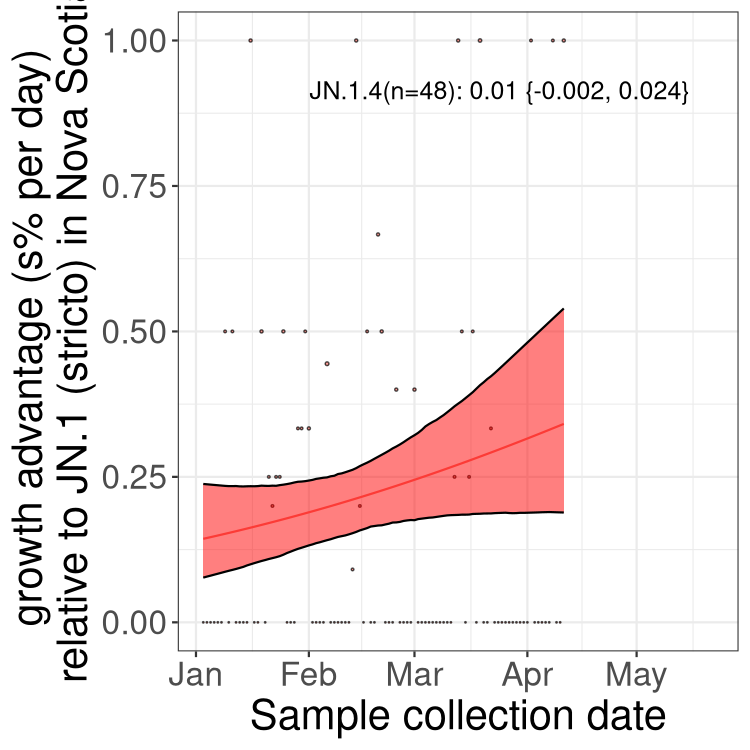 growth advantage (s% per day)
relative to JN.1 (stricto) in Nova Scotia
1.00
0.75
0.50
0.25
0.00
JN.1.4(n=48): 0.01 {-0.002, 0.024}
Jan Feb Mar Apr May
Sample collection date